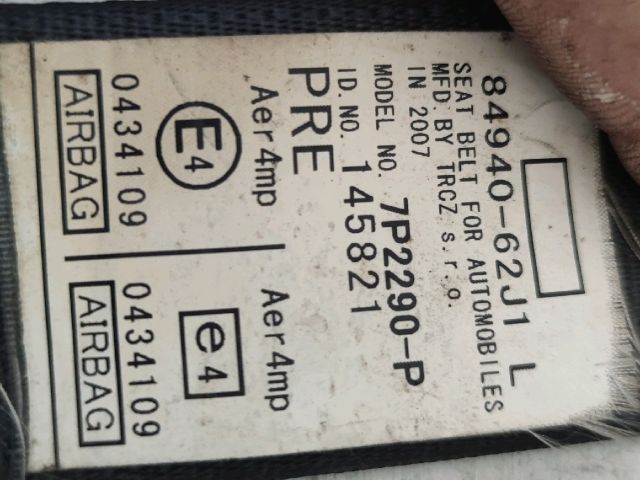 84940-62J1 L
SEAT BELT FOR AUTOMOBILES
MFD. BY TRCZ s.r.o.
IN 2007
MODEL NO. 7P2290-P
ID. NO. 145821
PRE
Aer4mp
E4
0434109
AIRBAG
Aer4mp
e4
0434109
AIRBAG